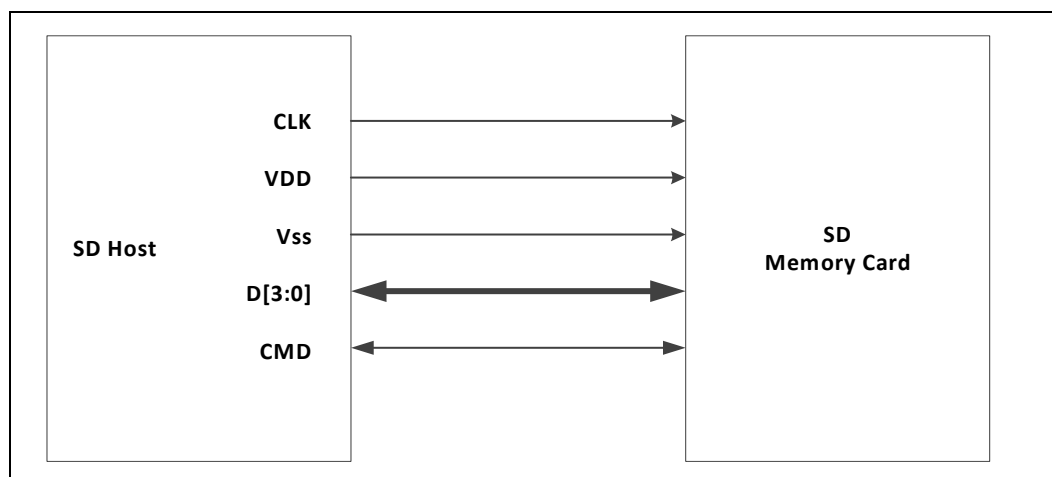 CLK
VDD
Vss
SD Host
D[3:0]
CMD
SD
Memory Card